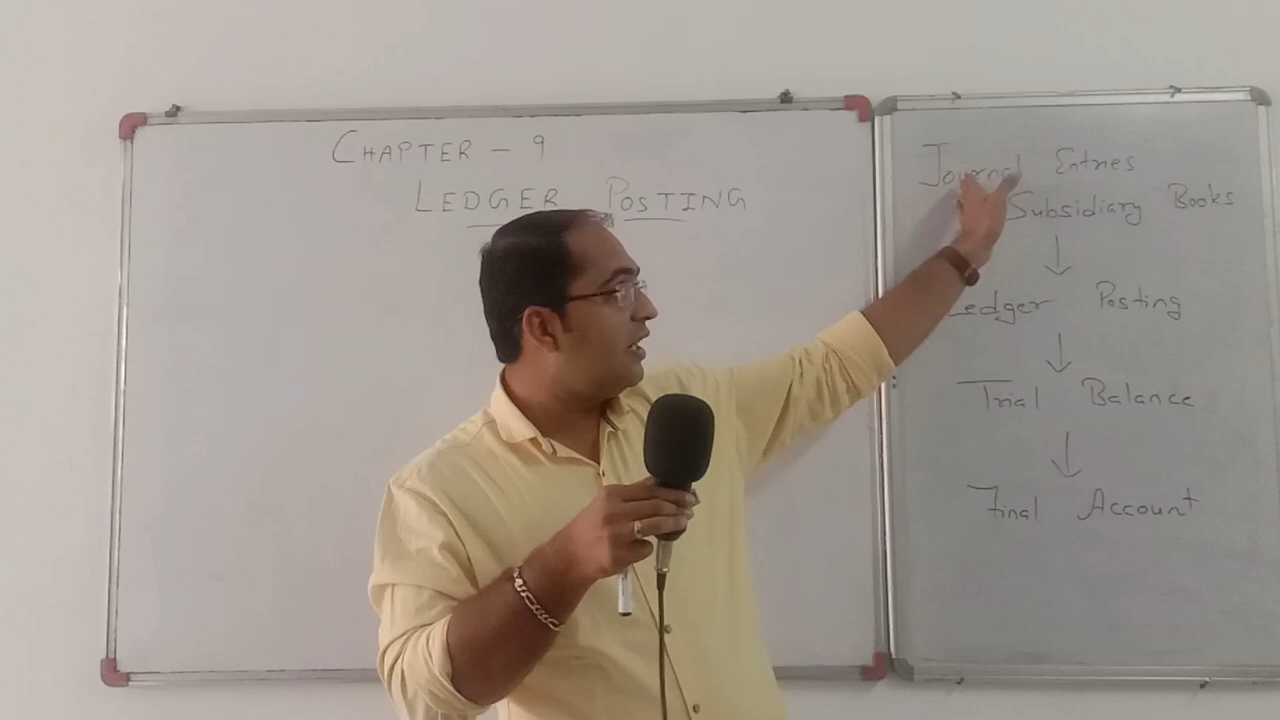 CHAPTER - 9
LEDGER POSTING
Journal Entries
Subsidiary Books
Ledger Posting
Trial Balance
Final Account